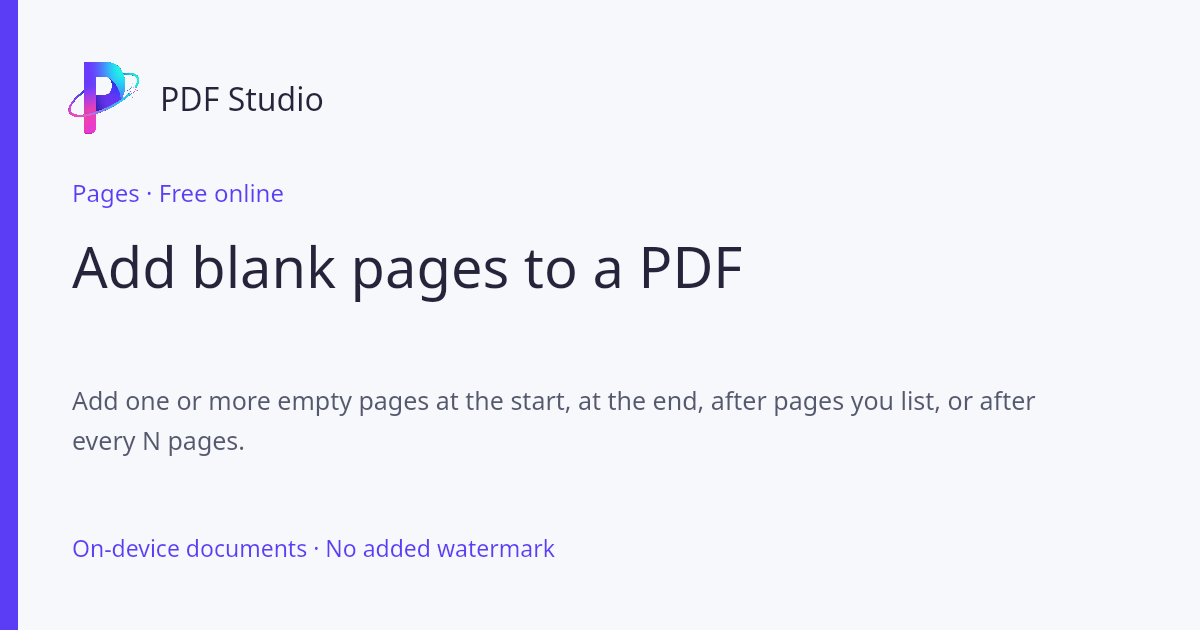 PDF Studio
Pages · Free online
Add blank pages to a PDF
Add one or more empty pages at the start, at the end, after pages you list, or after
every N pages.
On-device documents · No added watermark